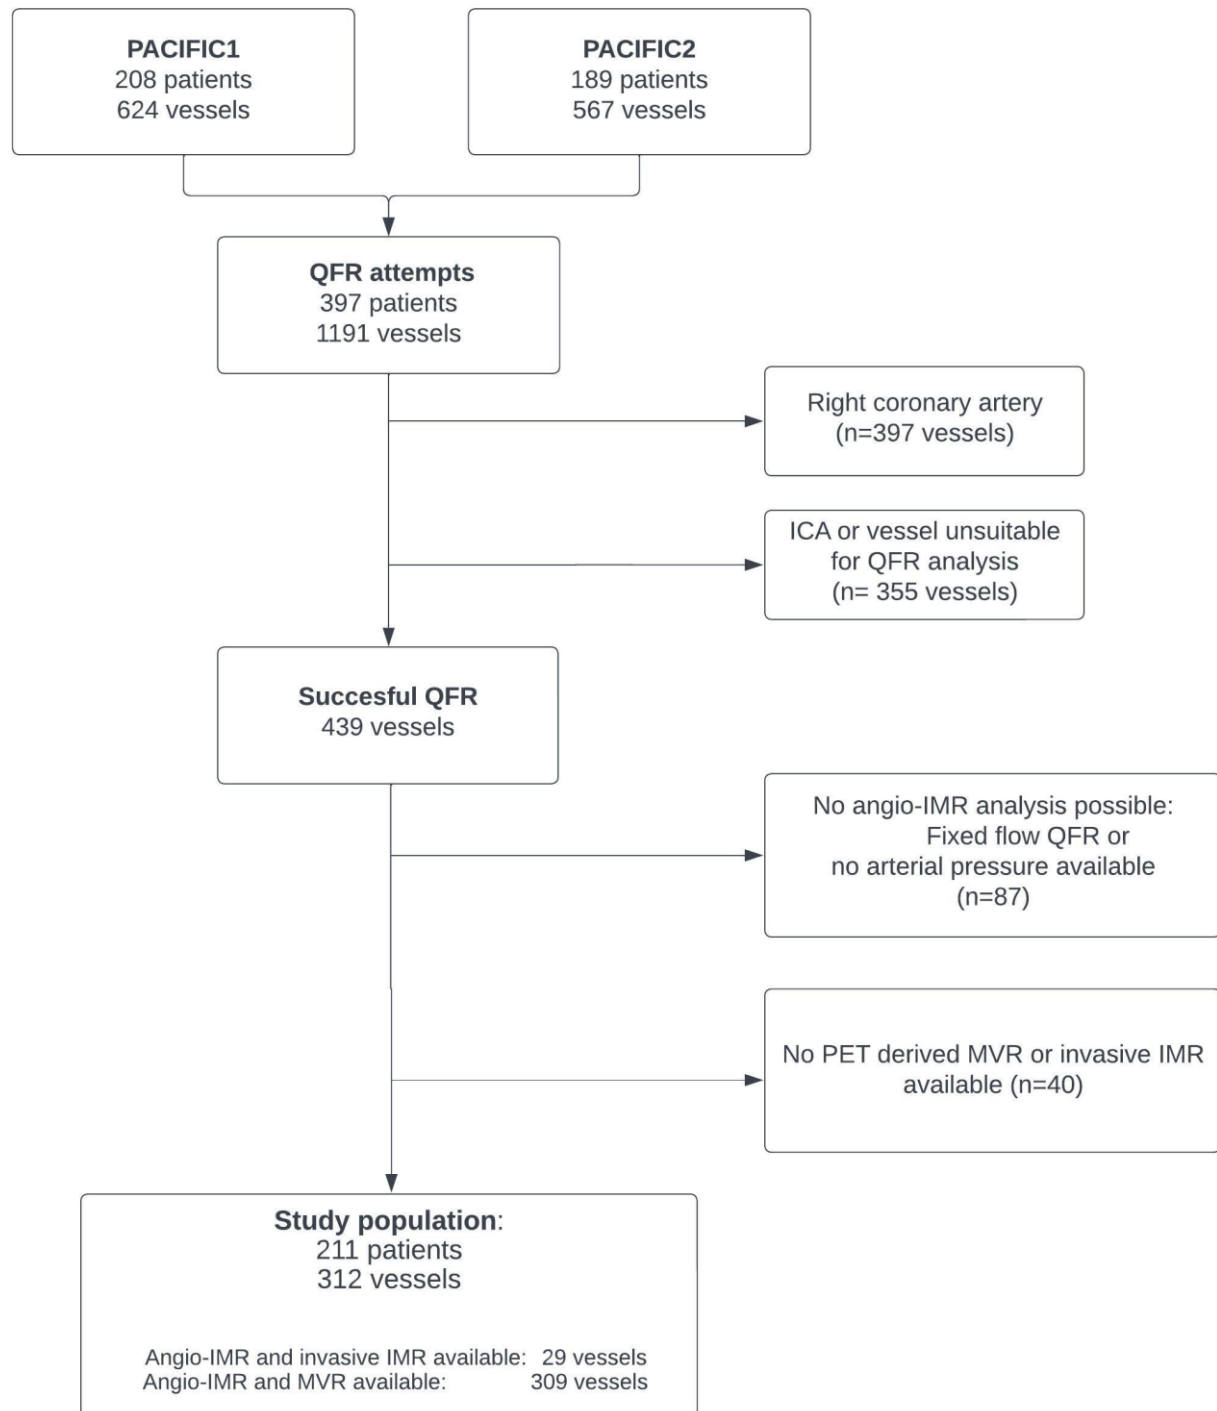 PACIFIC1
208 patients
624 vessels
PACIFIC2
189 patients
567 vessels
QFR attempts
397 patients
1191 vessels
Right coronary artery
(n=397 vessels)
ICA or vessel unsuitable
for QFR analysis
(n= 355 vessels)
Succesful QFR
439 vessels
No angio-IMR analysis possible:
Fixed flow QFR or
no arterial pressure available
(n=87)
No PET derived MVR or invasive IMR
available (n=40)
Study population:
211 patients
312 vessels
Angio-IMR and invasive IMR available: 29 vessels
Angio-IMR and MVR available: 309 vessels